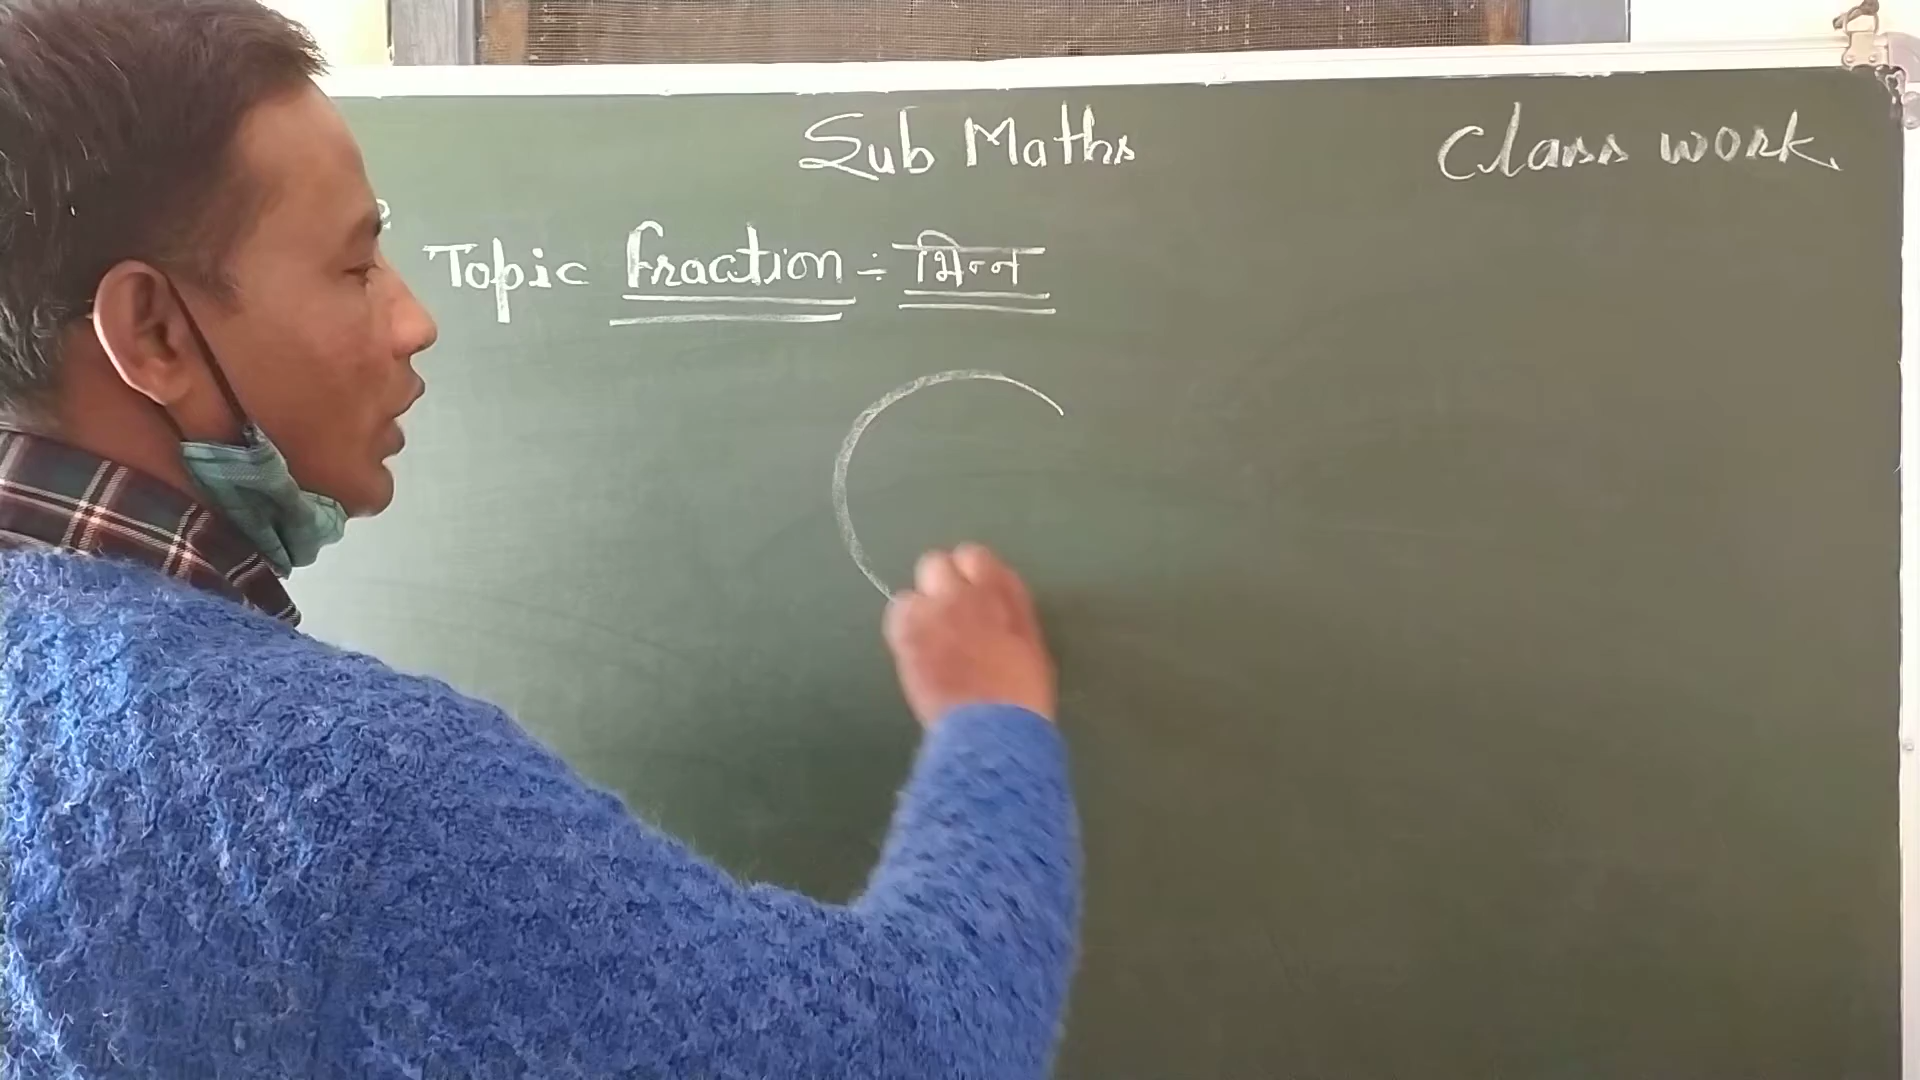 Sub Maths
Class work
Topic Fraction ÷ भिन्न